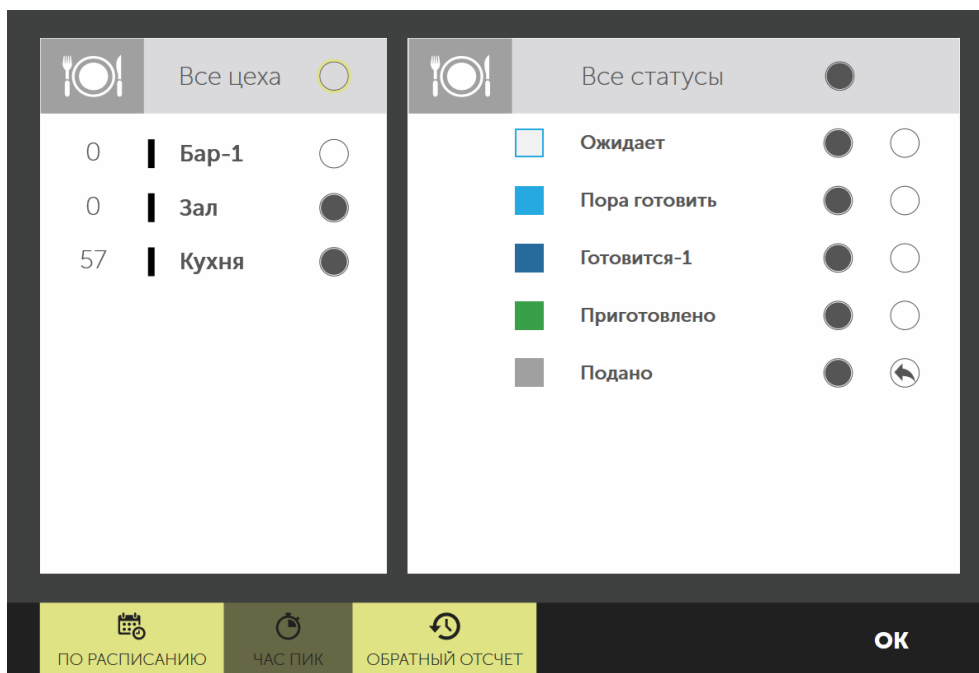 Все цеха
0 Бар-1
0 Зал
57 Кухня
Все статусы
Ожидает
Пора готовить
Готовится-1
Приготовлено
Подано
ПО РАСПИСАНИЮ
ЧАС ПИК
ОБРАТНЫЙ ОТСЧЕТ
ОК